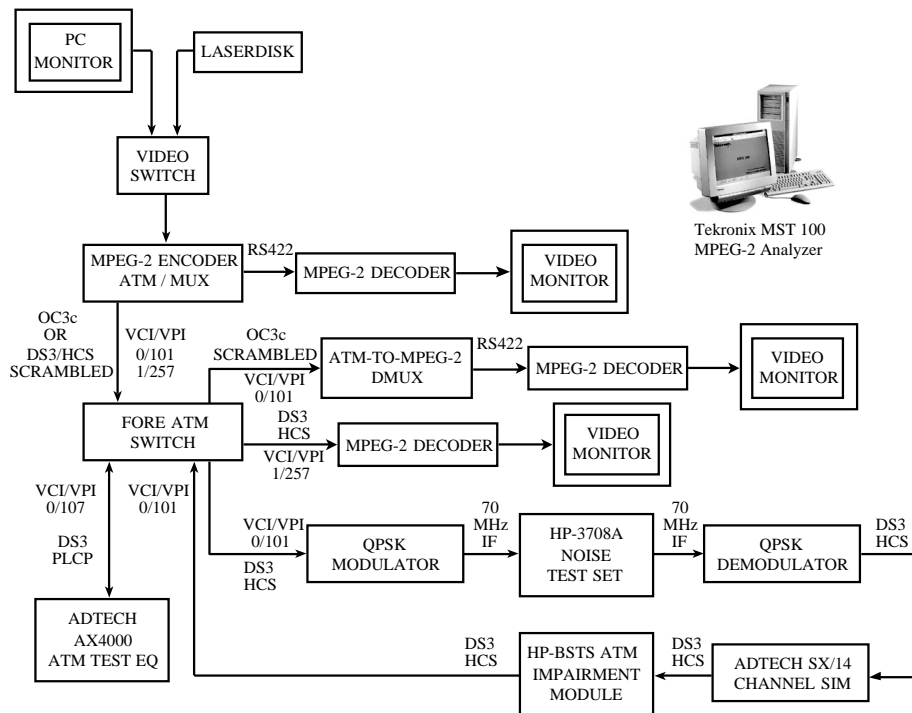 PC
MONITOR
LASERDISK
VIDEO
SWITCH
Tekronix MST 100
MPEG-2 Analyzer
MPEG-2 ENCODER
ATM / MUX
RS422
MPEG-2 DECODER
VIDEO
MONITOR
OC3c
OR
DS3/HCS
SCRAMBLED
VCI/VPI
0/101
1/257
OC3c
SCRAMBLED
VCI/VPI
0/101
ATM-TO-MPEG-2
DMUX
RS422
MPEG-2 DECODER
VIDEO
MONITOR
FORE ATM
SWITCH
DS3
HCS
VCI/VPI
1/257
MPEG-2 DECODER
VIDEO
MONITOR
VCI/VPI
0/107
DS3
PLCP
VCI/VPI
0/101
VCI/VPI
0/101
DS3
HCS
QPSK
MODULATOR
70
MHz
IF
HP-3708A
NOISE
TEST SET
70
MHz
IF
QPSK
DEMODULATOR
DS3
HCS
ADTECH
AX4000
ATM TEST EQ
DS3
HCS
HP-BSTS ATM
IMPAIRMENT
MODULE
DS3
HCS
ADTECH SX/14
CHANNEL SIM